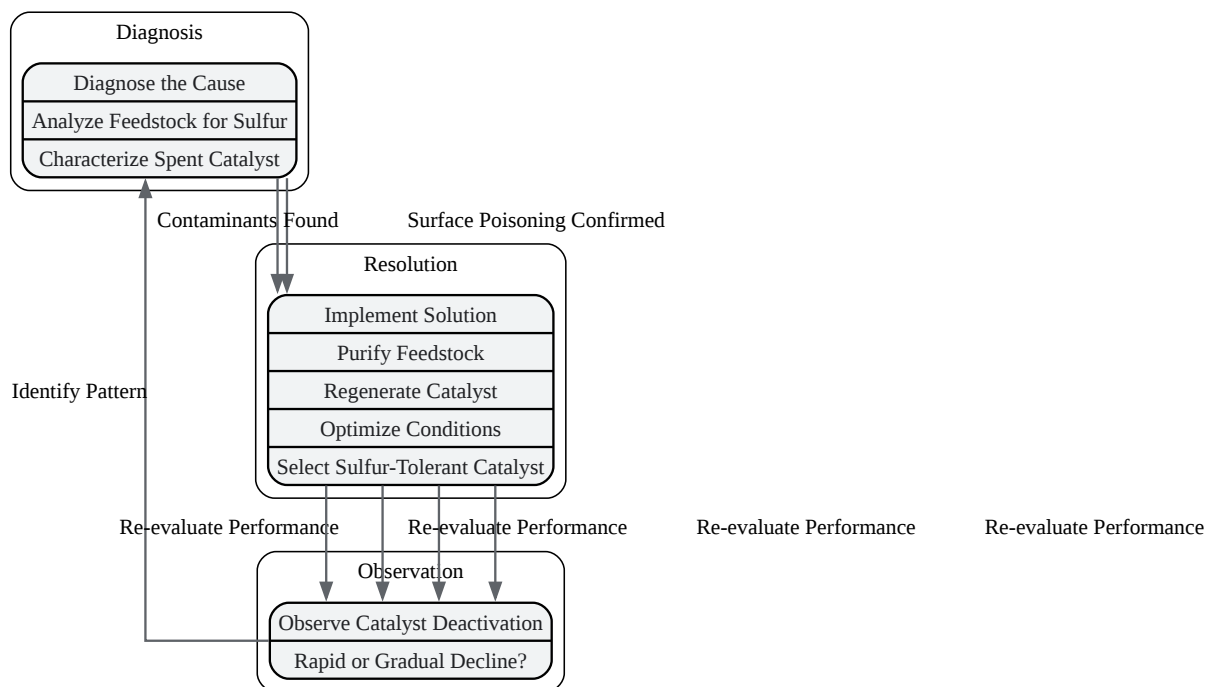 Diagnosis
Diagnose the Cause
Analyze Feedstock for Sulfur
Characterize Spent Catalyst
Contaminants Found
Surface Poisoning Confirmed
Resolution
Implement Solution
Purify Feedstock
Regenerate Catalyst
Optimize Conditions
Select Sulfur-Tolerant Catalyst
Identify Pattern
Re-evaluate Performance
Re-evaluate Performance
Re-evaluate Performance
Re-evaluate Performance
Observation
Observe Catalyst Deactivation
Rapid or Gradual Decline?